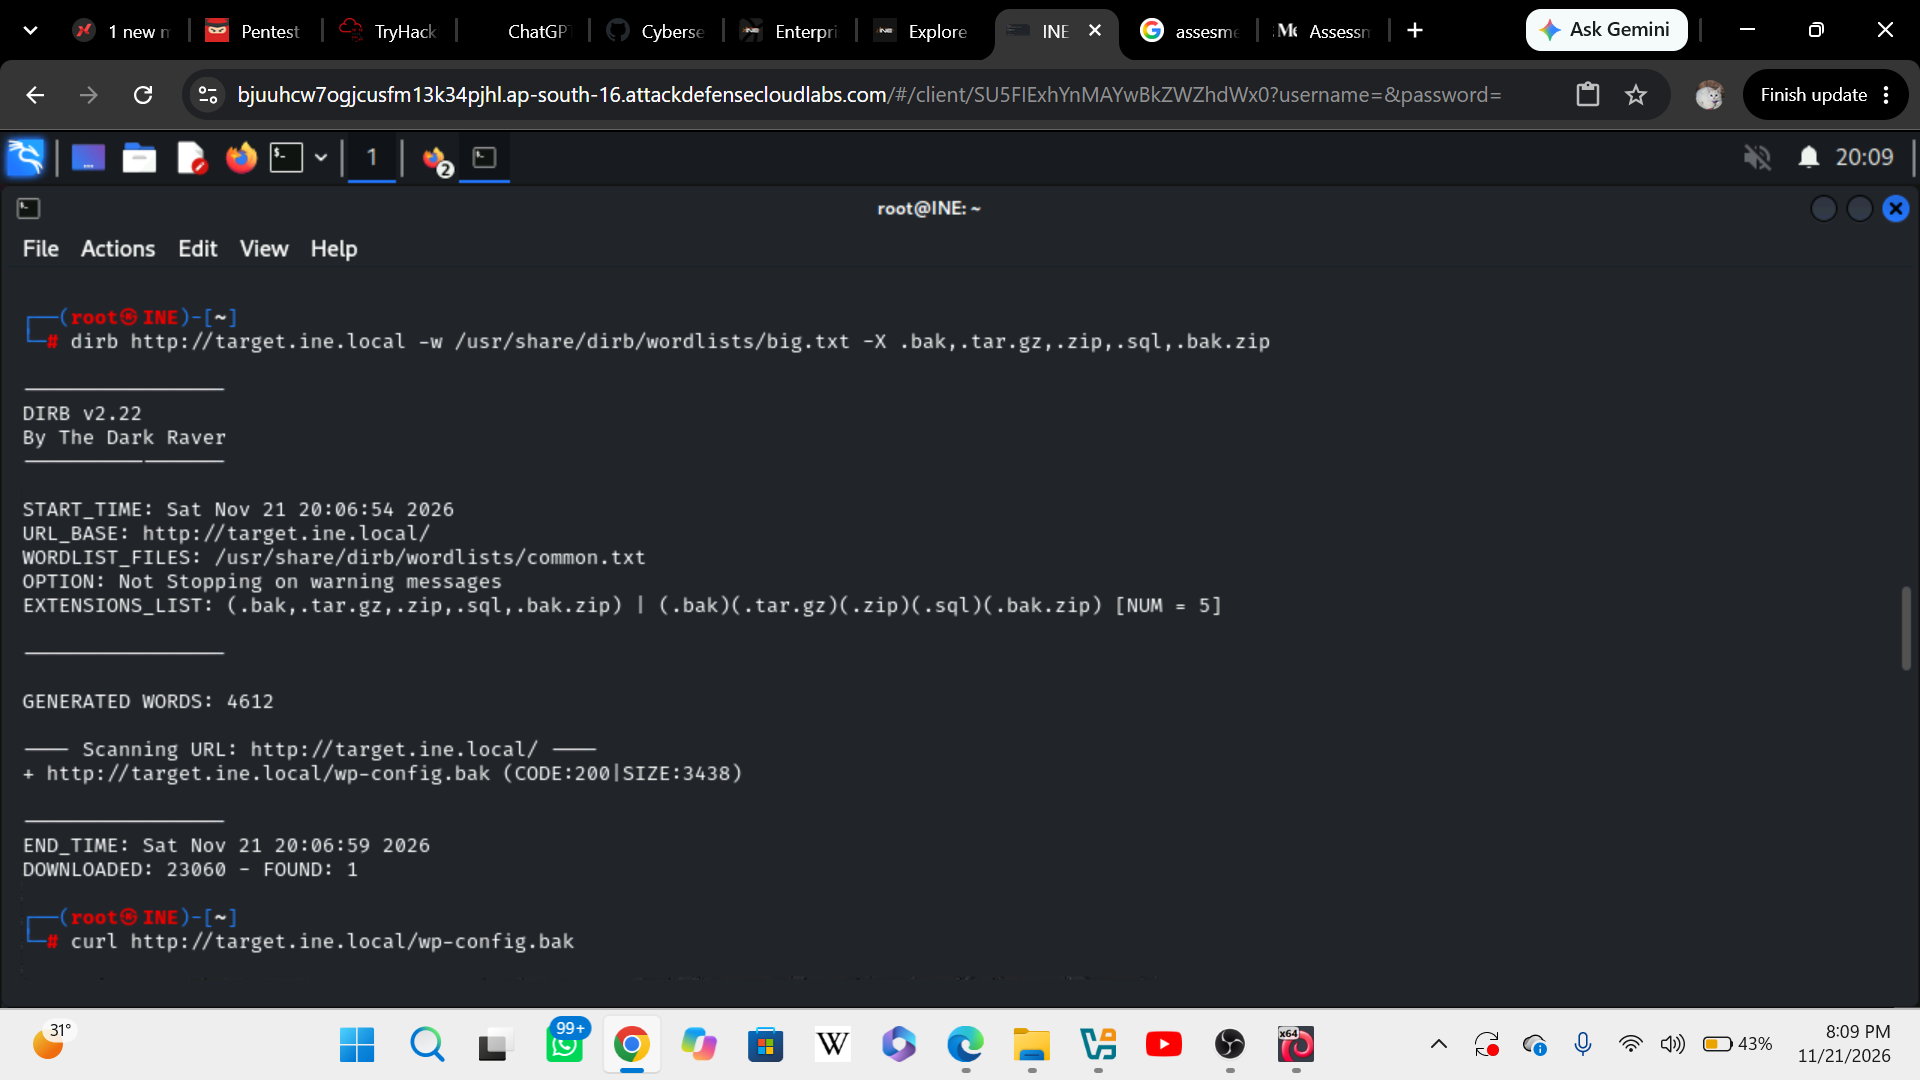 1 new m
Pentest
TryHack
ChatGP
Cyberse
Enterpri
Explore
INE
assesme
Assessm
Ask Gemini
bjuuhcw7ogjcusfm13k34pjhl.ap-south-16.attackdefensecloudlabs.com/#/client/SU5FIExhYnMAYwBkZWZhdWx0?username=&password=
Finish update
1
2
20:09
root@INE: ~
File Actions Edit View Help
┌──(root㉿INE)-[~]
└─# dirb http://target.ine.local -w /usr/share/dirb/wordlists/big.txt -X .bak,.tar.gz,.zip,.sql,.bak.zip
DIRB v2.22
By The Dark Raver
START_TIME: Sat Nov 21 20:06:54 2026
URL_BASE: http://target.ine.local/
WORDLIST_FILES: /usr/share/dirb/wordlists/common.txt
OPTION: Not Stopping on warning messages
EXTENSIONS_LIST: (.bak,.tar.gz,.zip,.sql,.bak.zip) | (.bak)(.tar.gz)(.zip)(.sql)(.bak.zip) [NUM = 5]
GENERATED WORDS: 4612
---- Scanning URL: http://target.ine.local/ ----
+ http://target.ine.local/wp-config.bak (CODE:200|SIZE:3438)
END_TIME: Sat Nov 21 20:06:59 2026
DOWNLOADED: 23060 - FOUND: 1
┌──(root㉿INE)-[~]
└─# curl http://target.ine.local/wp-config.bak
31°
99+
W
x64
43%
8:09 PM
11/21/2026